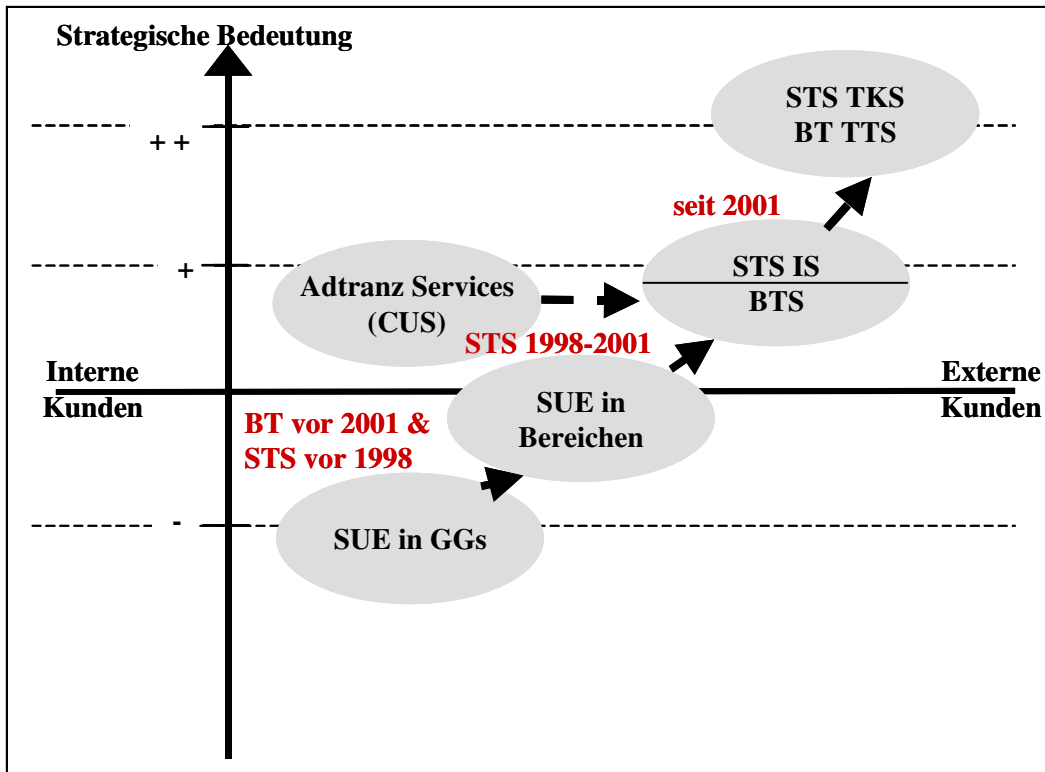 Strategische Bedeutung
STS TKS
BT TTS
+ +
seit 2001
+
STS IS
BTS
Adtranz Services
(CUS)
STS 1998-2001
Interne
Kunden
Externe
Kunden
SUE in
Bereichen
BT vor 2001 &
STS vor 1998
-
SUE in GGs